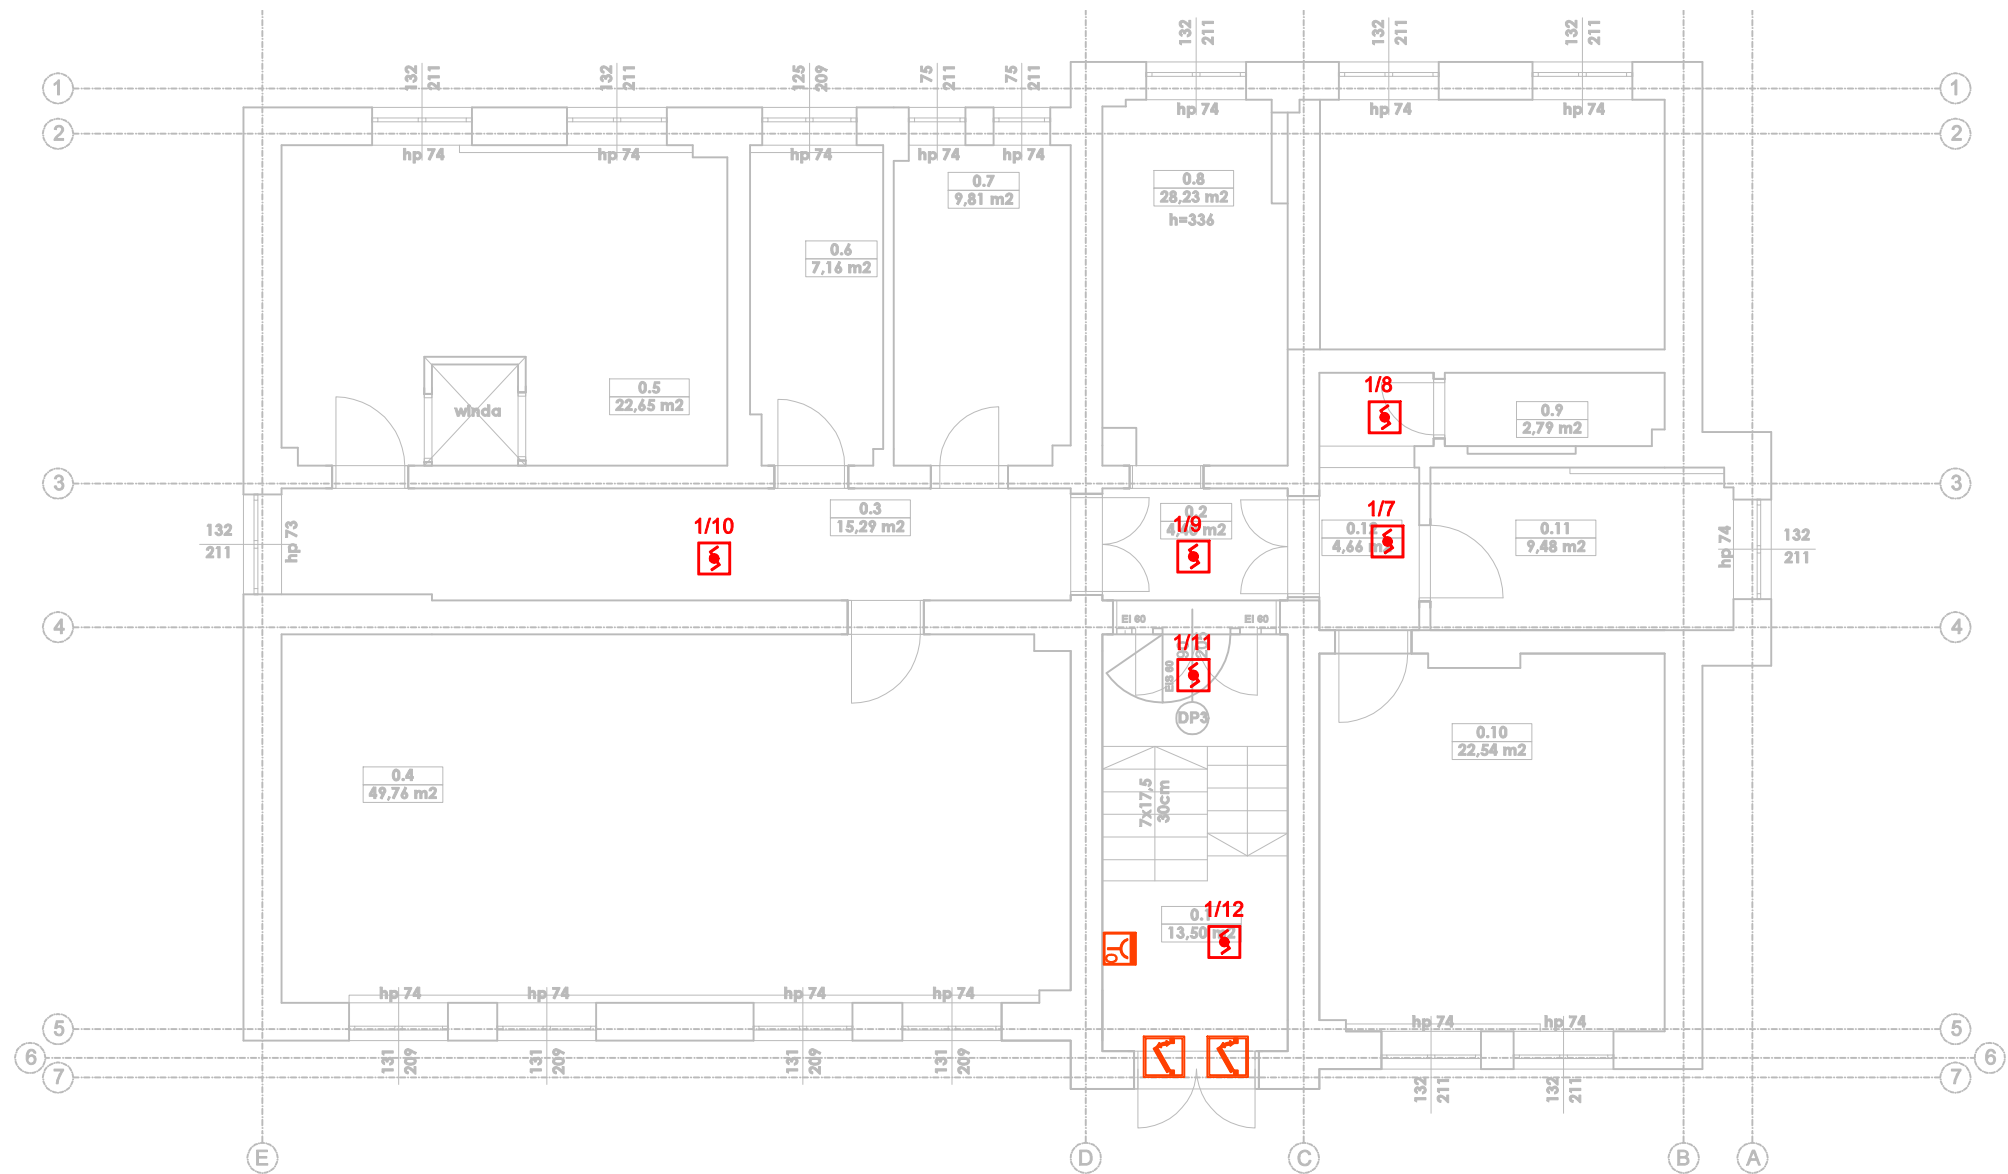 132
211
132
211
125
209
75
211
75
211
132
211
132
211
132
211
1
1
2
2
hp 74
hp 74
hp 74
hp 74
hp 74
hp 74
hp 74
hp 74
0.7
9,81 m2
0.8
28,23 m2
h=336
0.6
7,16 m2
0.5
22,65 m2
winda
1/8
0.9
2,79 m2
3
3
132
211
hp 73
1/10
0.3
15,29 m2
0.2
1/9
1/7
4,66
0.11
9,48 m2
hp 74
132
211
4
4
EI 60
EI 60
1/11
EIS 60
DP3
0.10
22,54 m2
0.4
49,76 m2
7x17,5
30cm
1/12
13,50
hp 74
hp 74
hp 74
hp 74
hp 74
hp 74
5
5
6
6
7
7
131
209
131
209
131
209
131
209
132
211
132
211
E
D
C
B
A